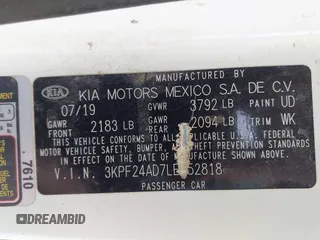 MANUFACTURED BY
KIA KIA MOTORS MEXICO S.A. DE C.V.
07/19 GVWR 3792 LB PAINT UD
GAWR FRONT 2183 LB GAWR REAR 2094 LB TRIM WK
THIS VEHICLE CONFORMS TO ALL APPLICABLE U.S. FEDERAL
MOTOR VEHICLE SAFETY, BUMPER, AND THEFT PREVENTION
STANDARDS IN EFFECT ON THE DATE OF MANUFACTURE
SHOWN ABOVE.
V.I.N. 3KPF24AD7LE 52818
PASSENGER CAR
7610
DREAMBID